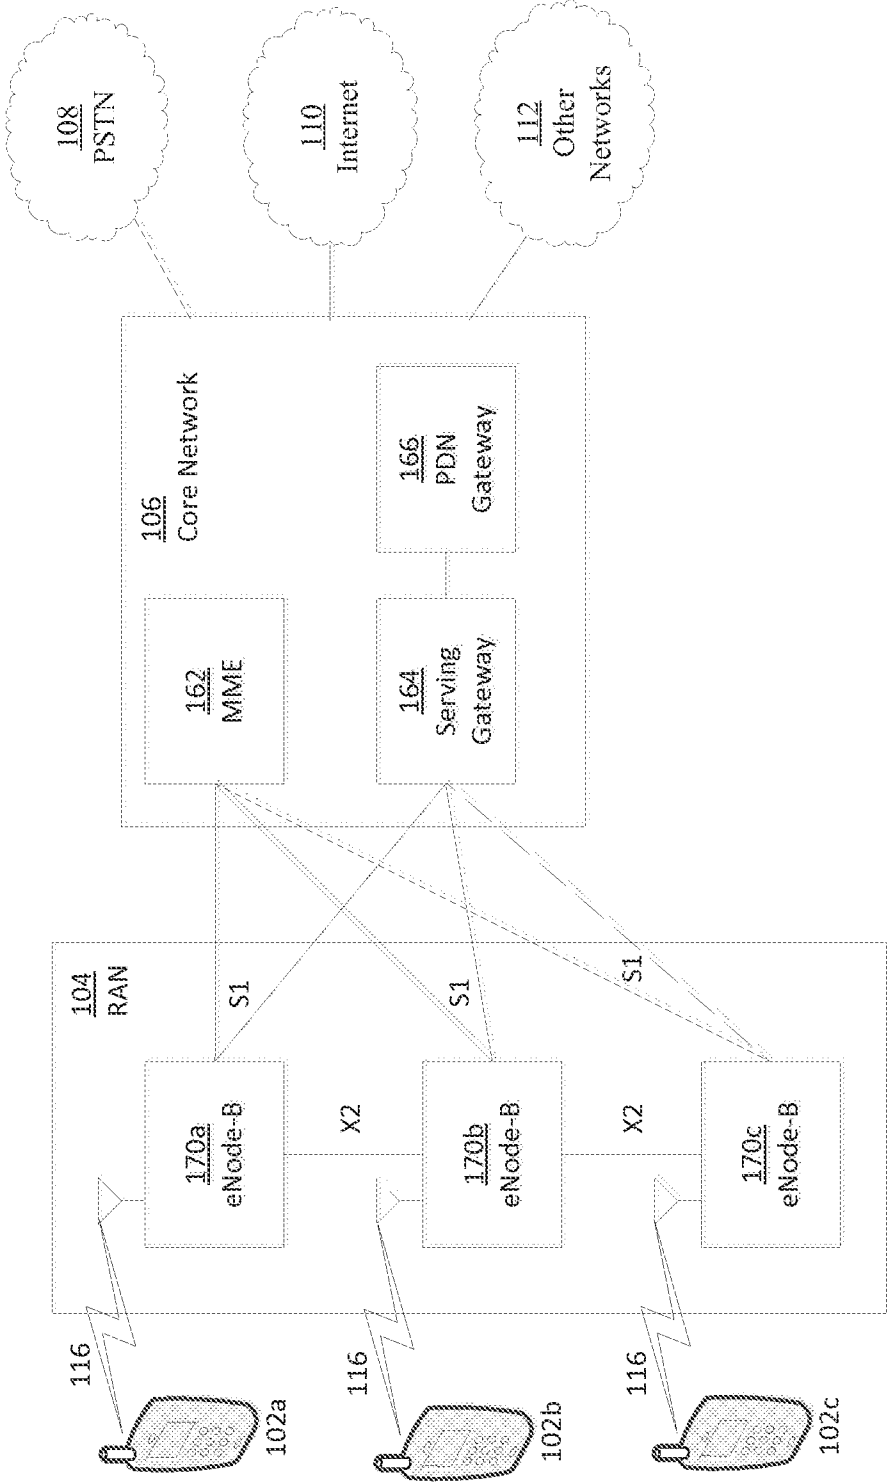 108
PSTN
110
Internet
112
Other
Networks
106
Core Network
162
MME
164
Serving
Gateway
166
PDN
Gateway
104
RAN
S1
S1
S1
170a
eNode-B
X2
170b
eNode-B
X2
170c
eNode-B
116
116
116
102a
102b
102c